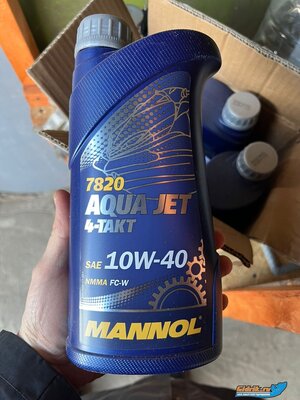 7820
AQUA JET
4-TAKT
SAE 10W-40
NMMA FC-W
MANNOL